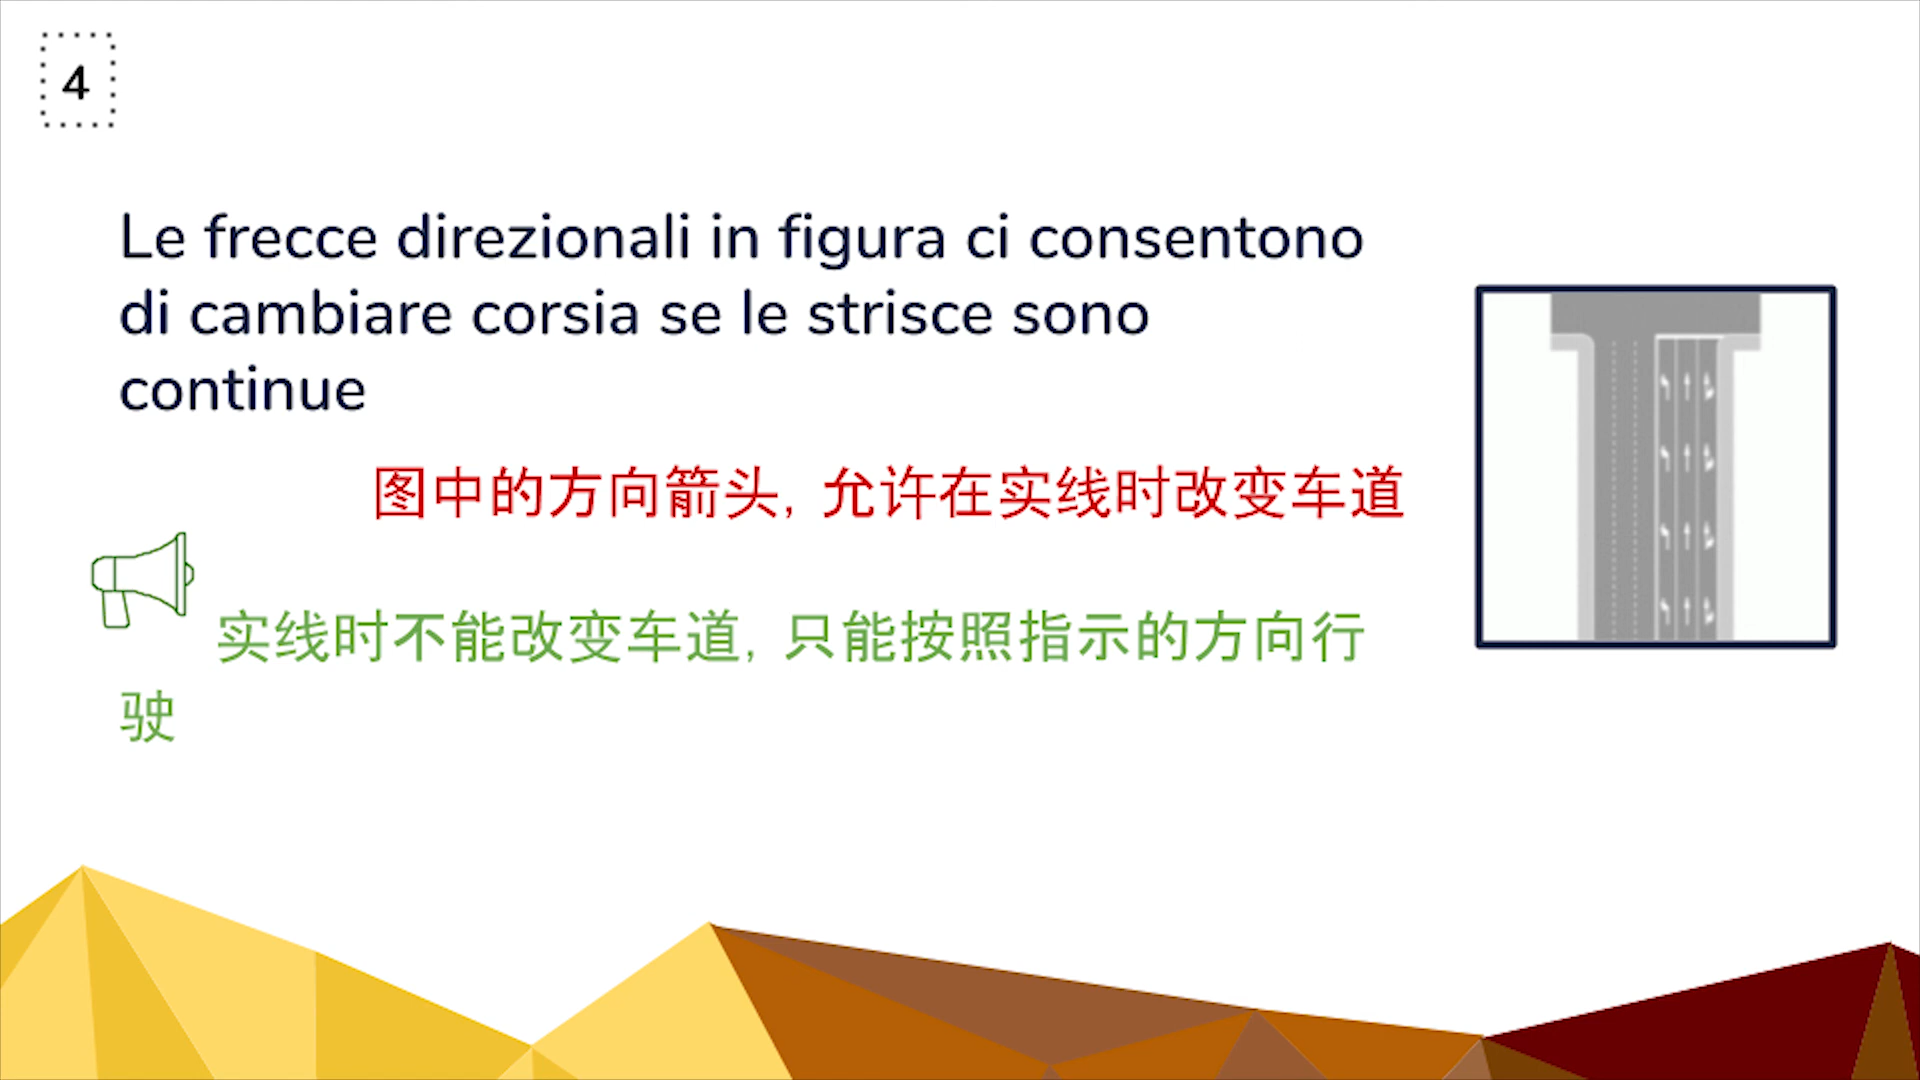 4
Le frecce direzionali in figura ci consentono
di cambiare corsia se le strisce sono
continue
图中的方向箭头, 允许在实线时改变车道
实线时不能改变车道, 只能按照指示的方向行
驶